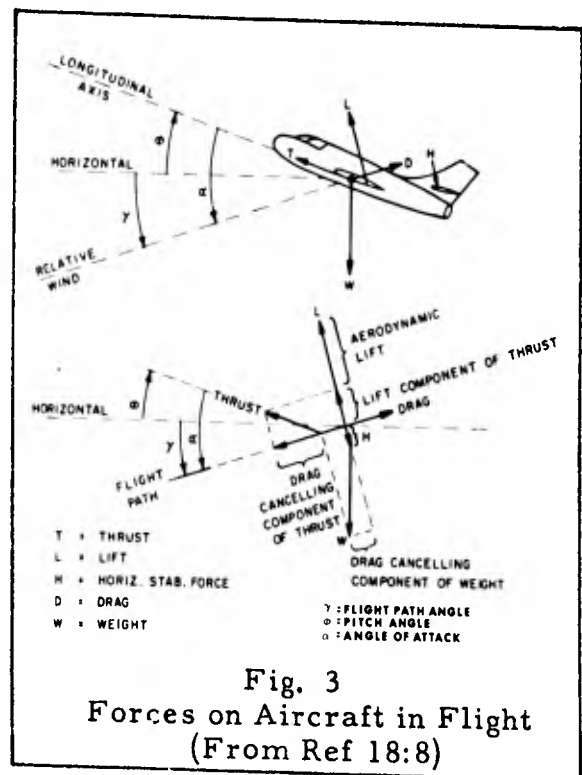 LONGITUDINAL
AXIS
Φ
HORIZONTAL
α
γ
RELATIVE
WIND
L
T
D
H
W
L
AERODYNAMIC
LIFT
LIFT COMPONENT OF THRUST
THRUST
DRAG
HORIZONTAL
Φ
γ
α
H
FLIGHT
PATH
DRAG
CANCELLING
COMPONENT
OF THRUST
W
DRAG CANCELLING
COMPONENT OF WEIGHT
T = THRUST
L = LIFT
H = HORIZ. STAB. FORCE
D = DRAG
W = WEIGHT
γ : FLIGHT PATH ANGLE
Φ : PITCH ANGLE
α : ANGLE OF ATTACK
Fig. 3
Forces on Aircraft in Flight
(From Ref 18:8)